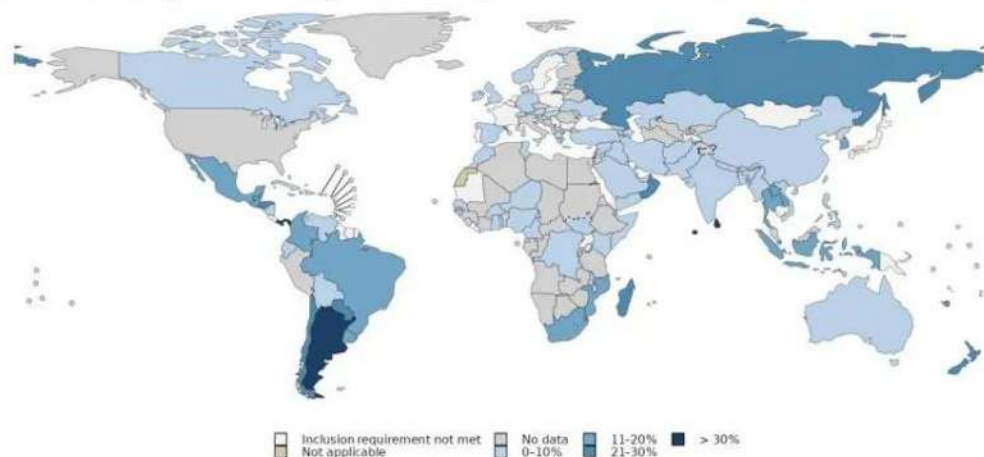 Inclusion requirement not met
Not applicable
No data
0–10%
11-20%
21-30%
> 30%